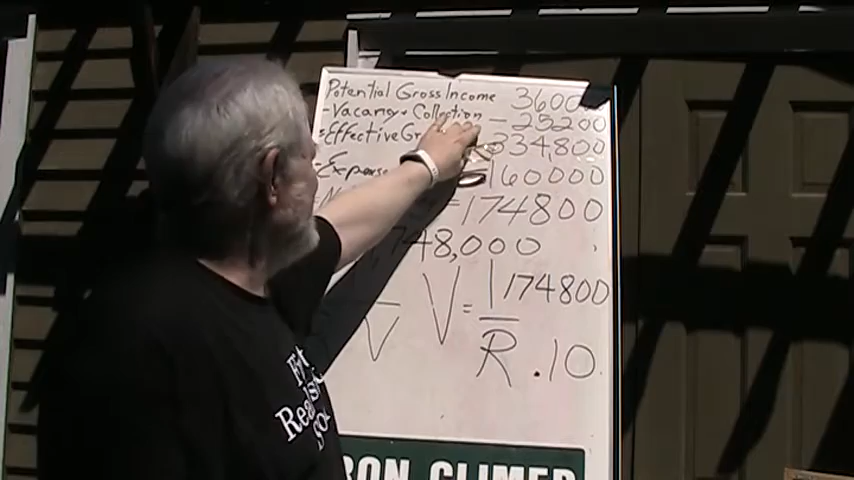 Potential Gross Income 3600
- Vacancy + Collection - 25200
Effective Gr 334,800
- Expense 160000
= 174800
748,000
V V = I 174800
R .10
RON CLIMER